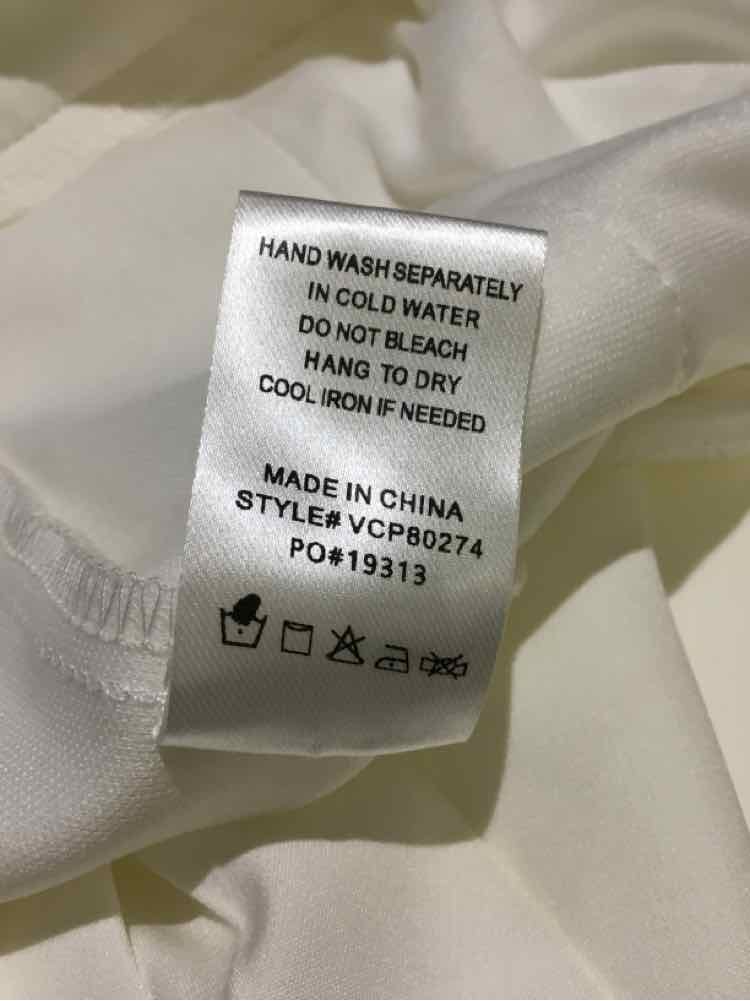 HAND WASH SEPARATELY
IN COLD WATER
DO NOT BLEACH
HANG TO DRY
COOL IRON IF NEEDED
MADE IN CHINA
STYLE# VCP80274
PO#19313